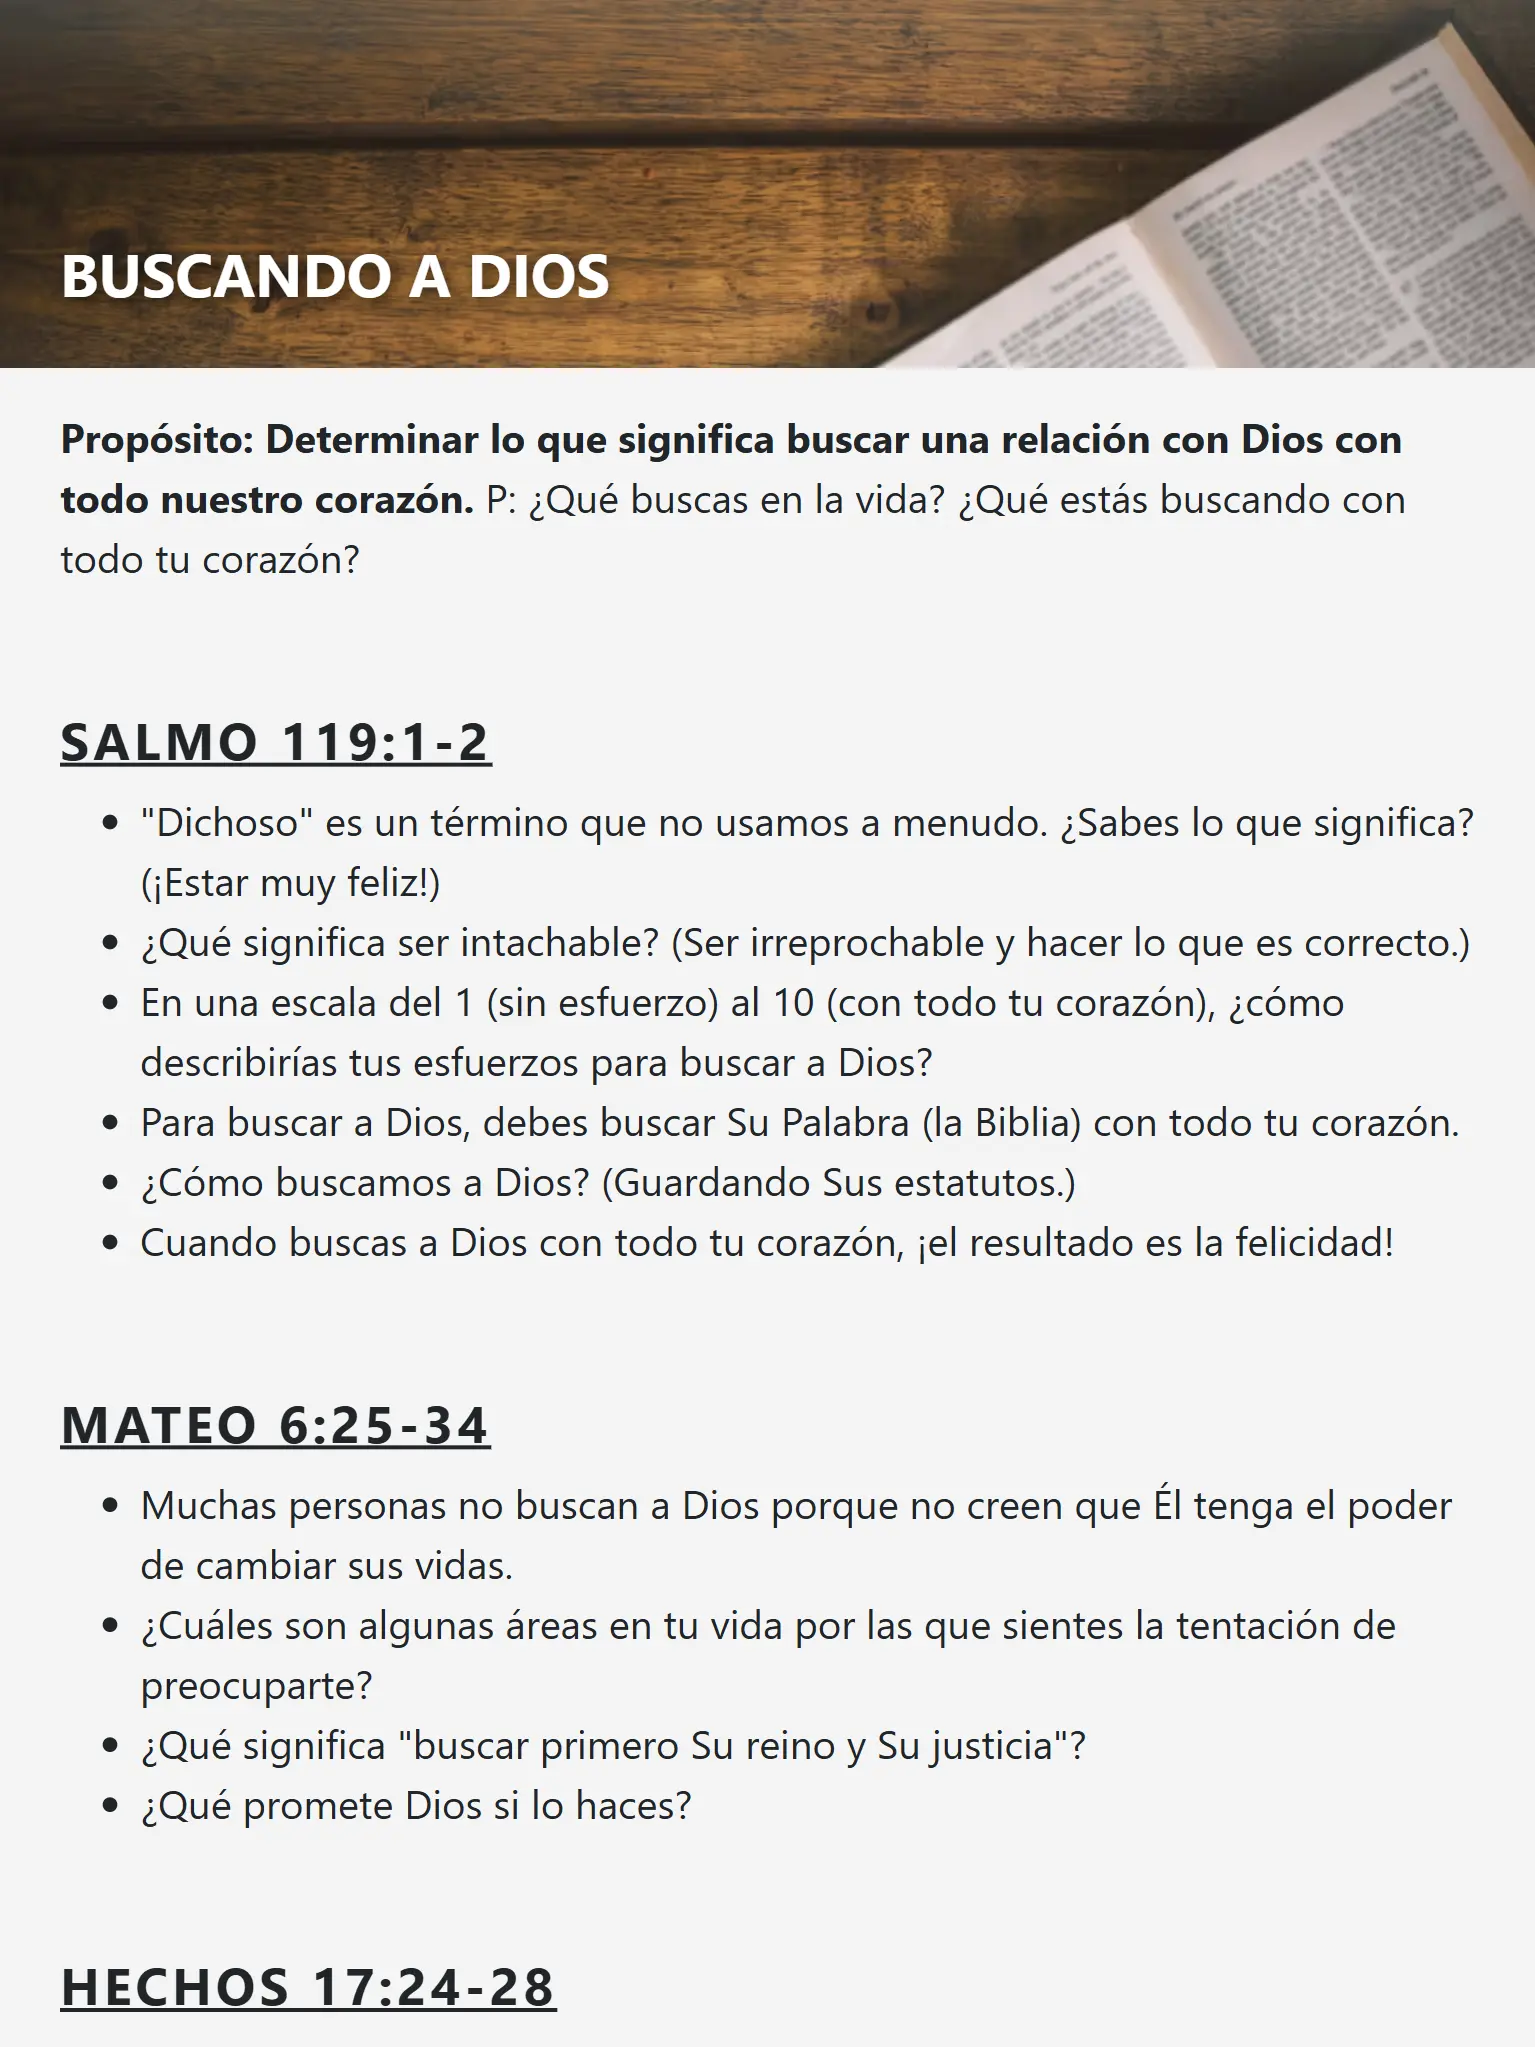 BUSCANDO A DIOS
Propósito: Determinar lo que significa buscar una relación con Dios con
todo nuestro corazón. P: ¿Qué buscas en la vida? ¿Qué estás buscando con
todo tu corazón?
SALMO 119:1-2
• "Dichoso" es un término que no usamos a menudo. ¿Sabes lo que significa?
(¡Estar muy feliz!)
• ¿Qué significa ser intachable? (Ser irreprochable y hacer lo que es correcto.)
• En una escala del 1 (sin esfuerzo) al 10 (con todo tu corazón), ¿cómo
describirías tus esfuerzos para buscar a Dios?
• Para buscar a Dios, debes buscar Su Palabra (la Biblia) con todo tu corazón.
• ¿Cómo buscamos a Dios? (Guardando Sus estatutos.)
• Cuando buscas a Dios con todo tu corazón, ¡el resultado es la felicidad!
MATEO 6:25-34
• Muchas personas no buscan a Dios porque no creen que Él tenga el poder
de cambiar sus vidas.
• ¿Cuáles son algunas áreas en tu vida por las que sientes la tentación de
preocuparte?
• ¿Qué significa "buscar primero Su reino y Su justicia"?
• ¿Qué promete Dios si lo haces?
HECHOS 17:24-28